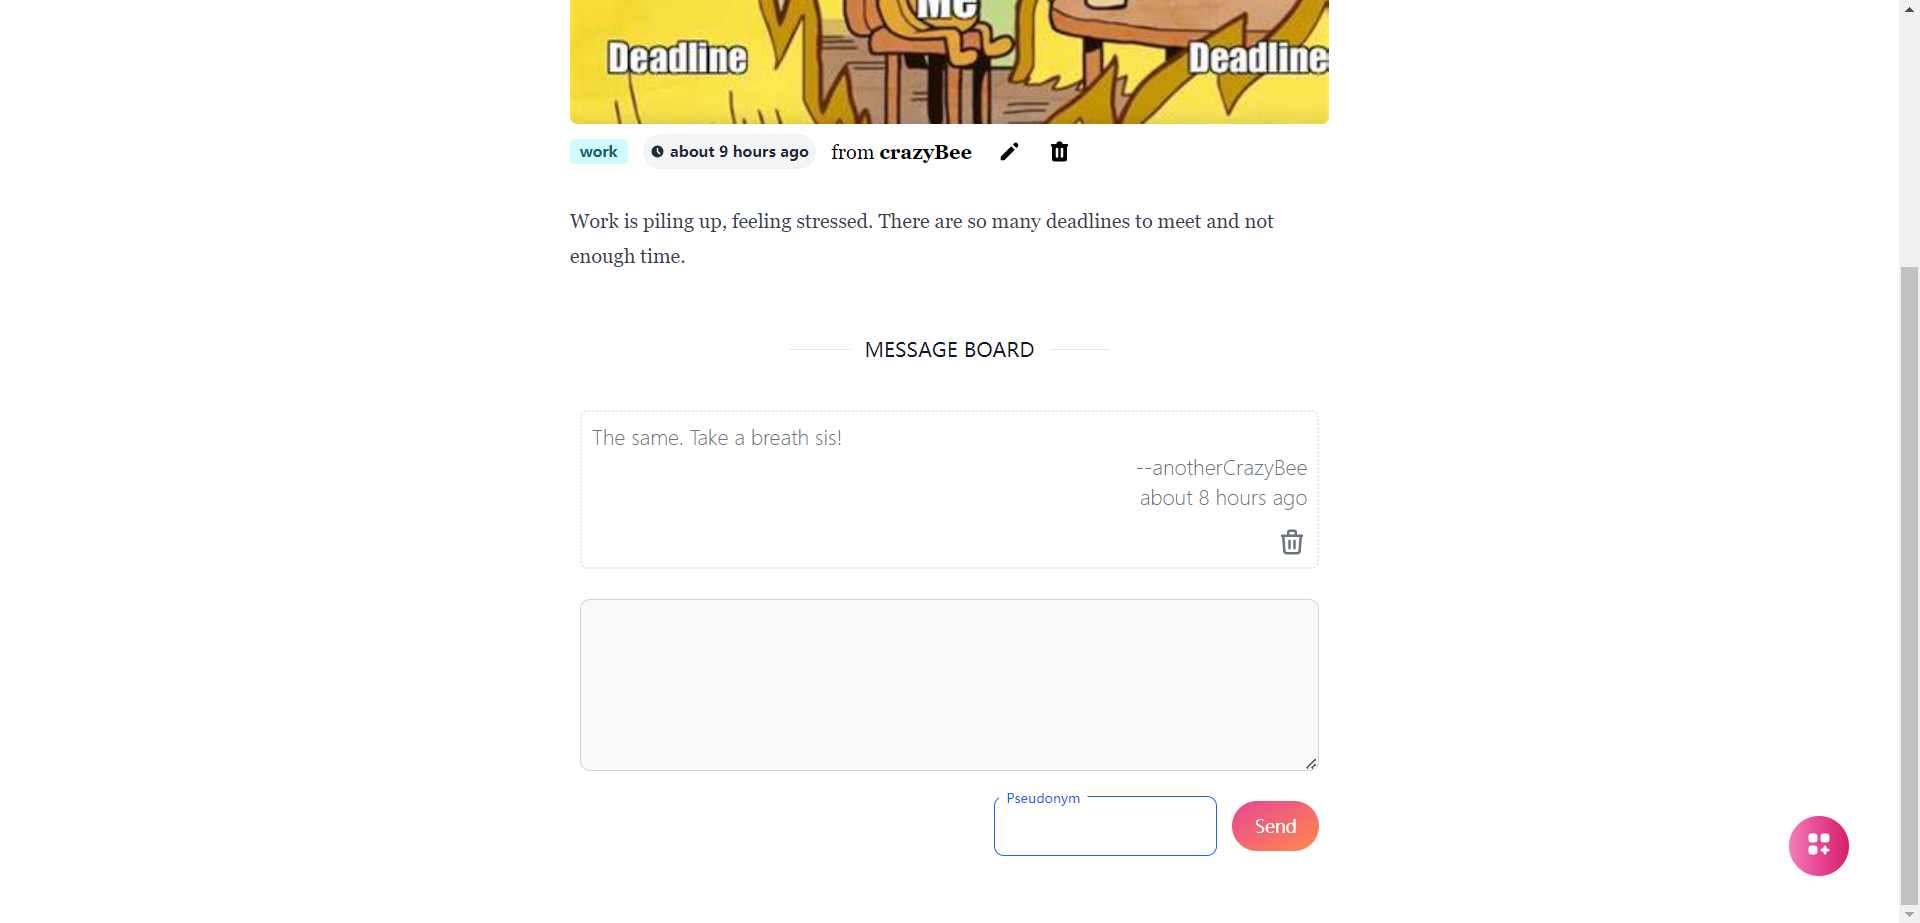 Me
Deadline Deadline
work about 9 hours ago from crazyBee
Work is piling up, feeling stressed. There are so many deadlines to meet and not
enough time.
MESSAGE BOARD
The same. Take a breath sis!
--anotherCrazyBee
about 8 hours ago
Pseudonym
Send